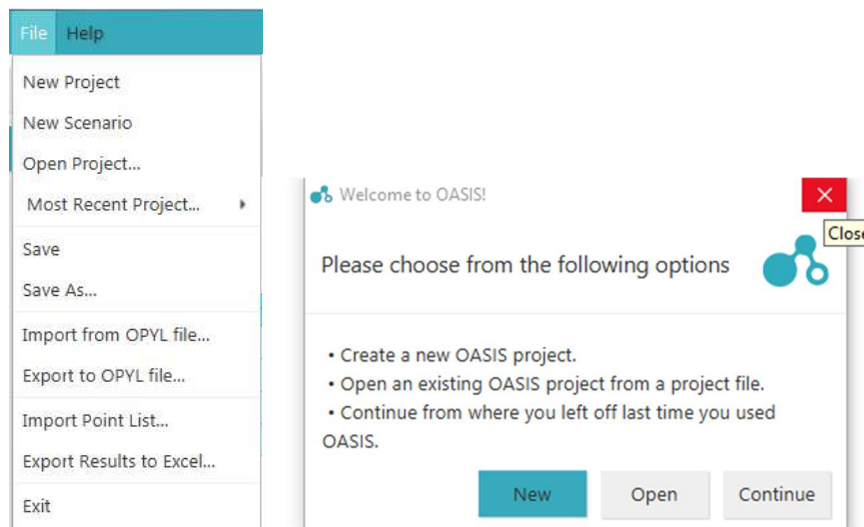 File Help
New Project
New Scenario
Open Project...
Most Recent Project...
Save
Save As...
Import from OPYL file...
Export to OPYL file...
Import Point List...
Export Results to Excel...
Exit
Welcome to OASIS!
Close
Please choose from the following options
• Create a new OASIS project.
• Open an existing OASIS project from a project file.
• Continue from where you left off last time you used
OASIS.
New Open Continue